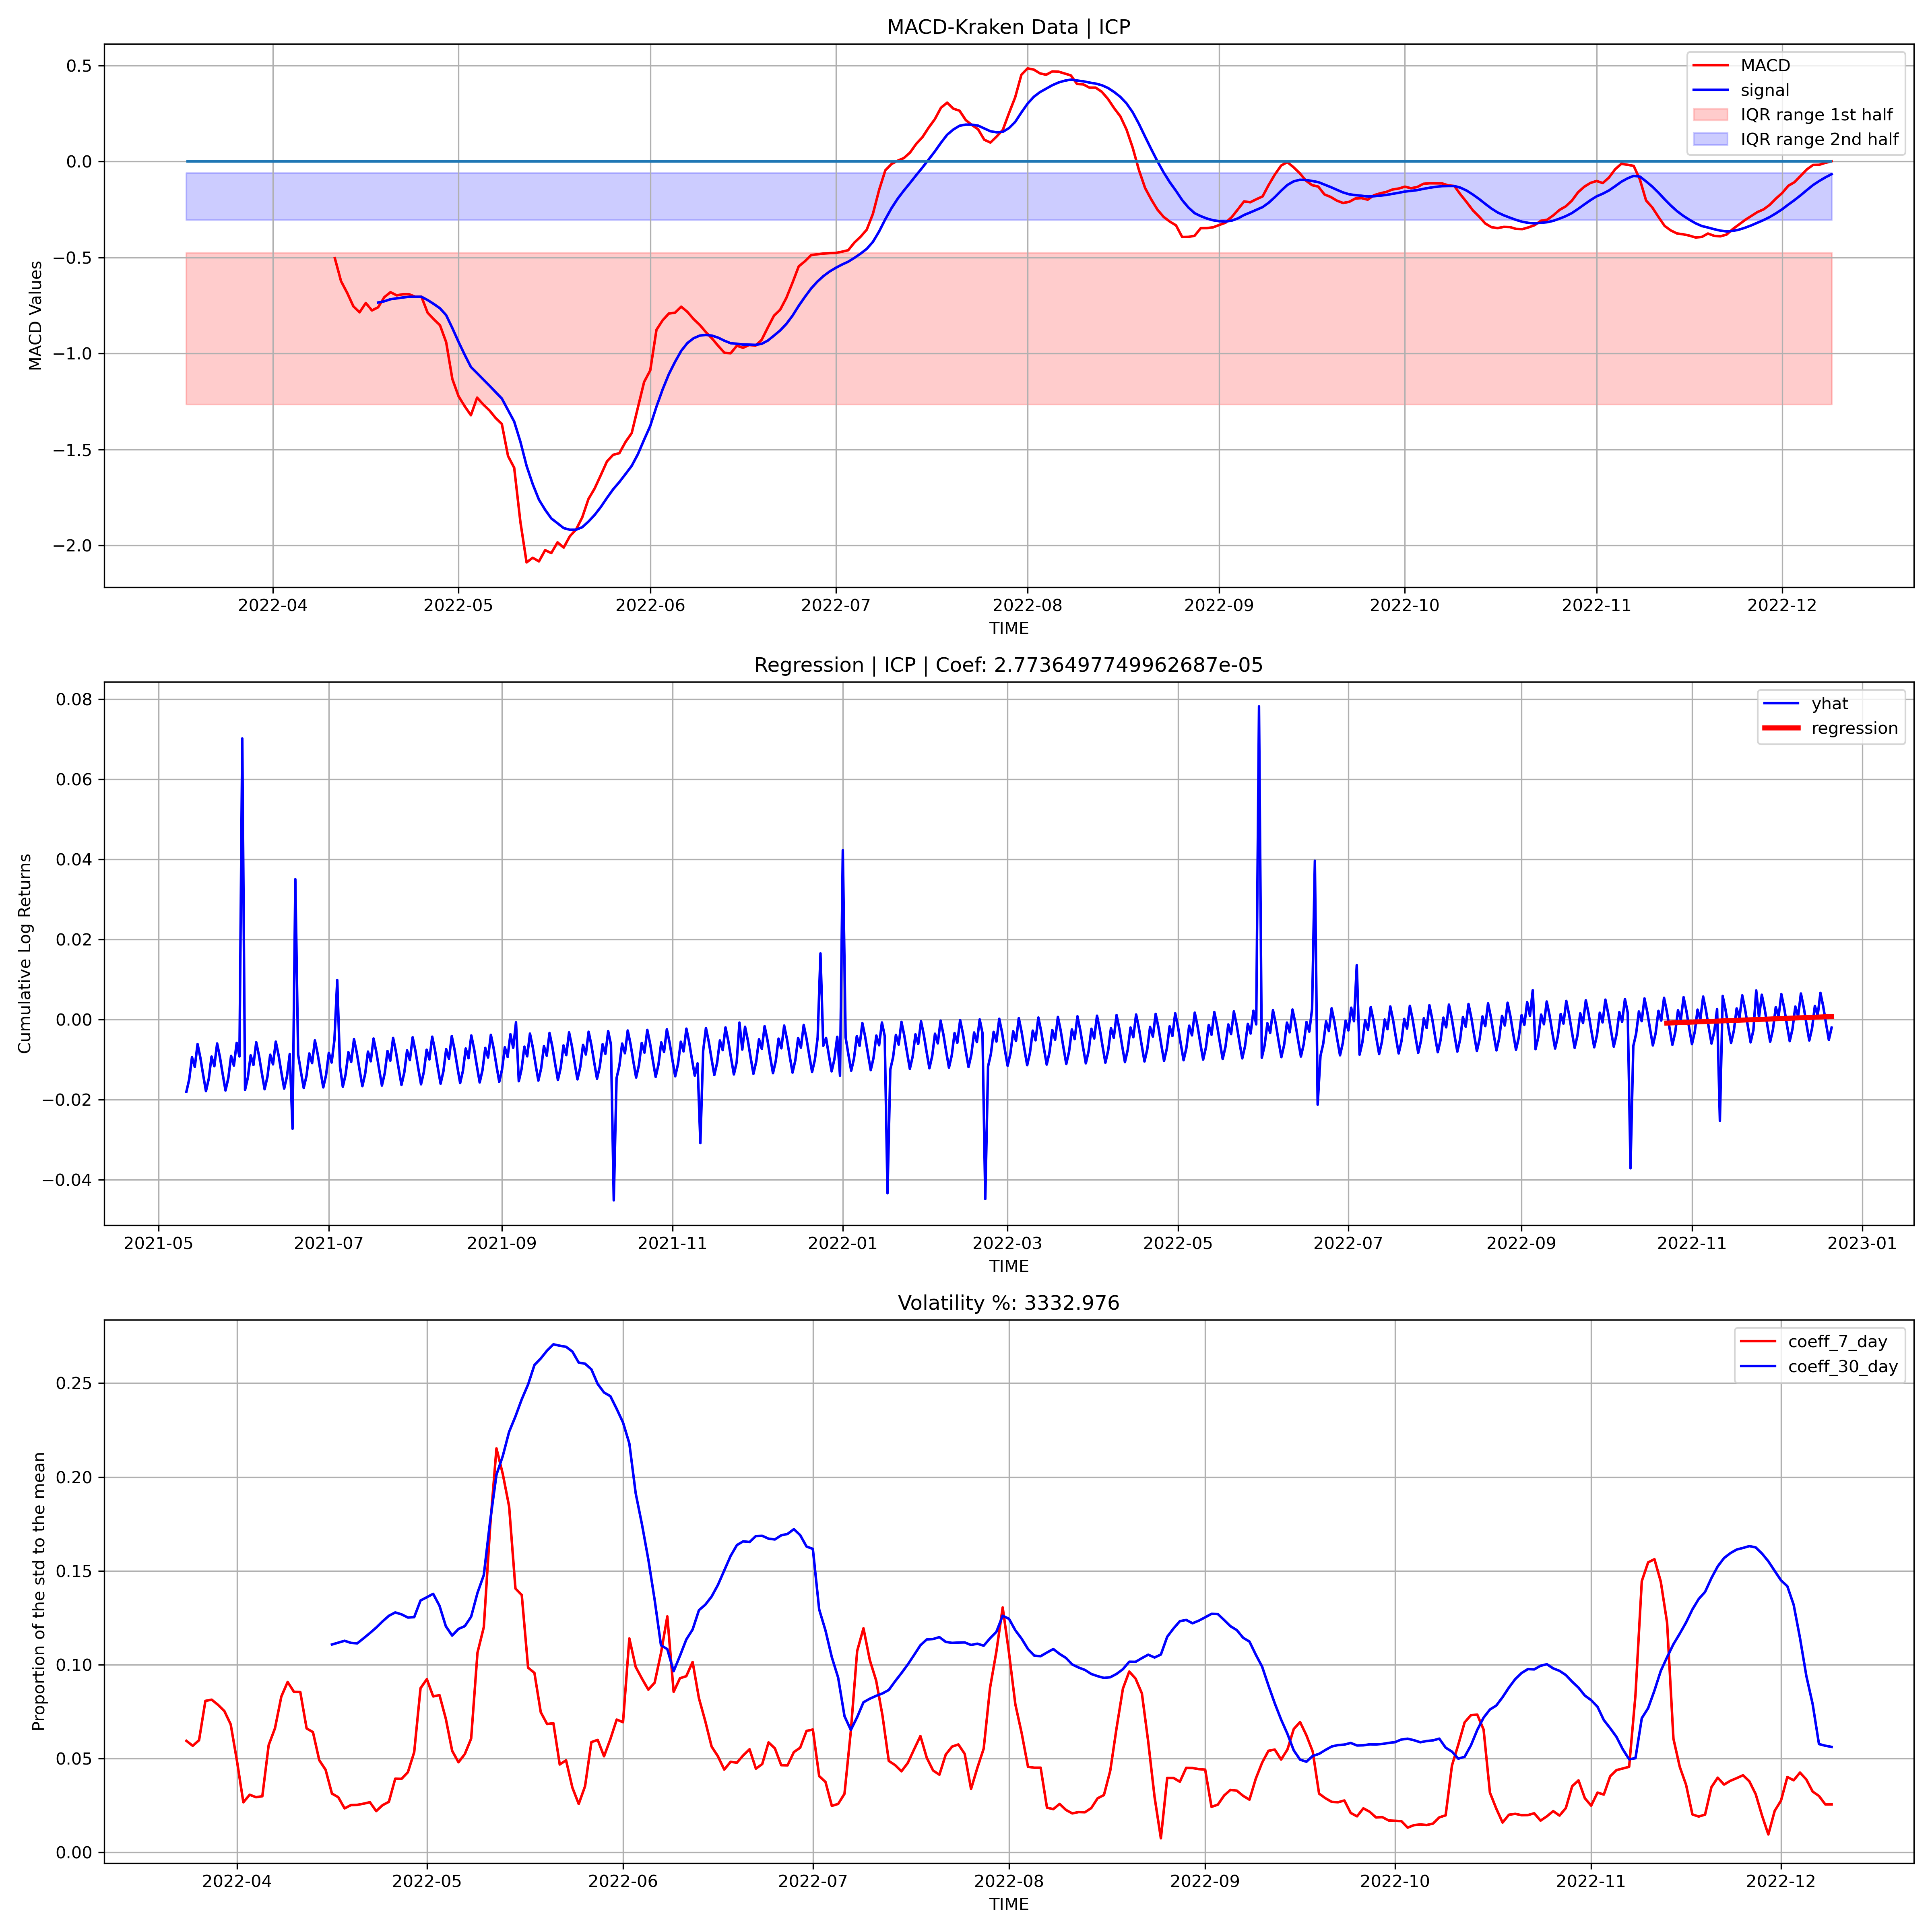 MACD-Kraken Data | ICP
MACD Values
0.5
0.0
−0.5
−1.0
−1.5
−2.0
MACD
signal
IQR range 1st half
IQR range 2nd half
2022-04 2022-05 2022-06 2022-07 2022-08 2022-09 2022-10 2022-11 2022-12
TIME
Regression | ICP | Coef: 2.7736497749962687e-05
Cumulative Log Returns
0.08
0.06
0.04
0.02
0.00
−0.02
−0.04
yhat
regression
2021-05 2021-07 2021-09 2021-11 2022-01 2022-03 2022-05 2022-07 2022-09 2022-11 2023-01
TIME
Volatility %: 3332.976
Proportion of the std to the mean
0.25
0.20
0.15
0.10
0.05
0.00
coeff_7_day
coeff_30_day
2022-04 2022-05 2022-06 2022-07 2022-08 2022-09 2022-10 2022-11 2022-12
TIME